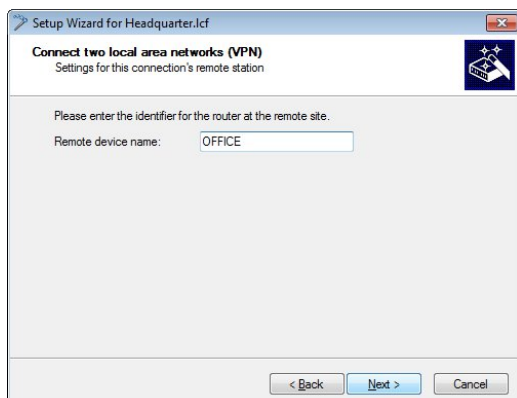 Setup Wizard for Headquarter.lcf
Connect two local area networks (VPN)
Settings for this connection's remote station
Please enter the identifier for the router at the remote site.
Remote device name: OFFICE
< Back Next > Cancel